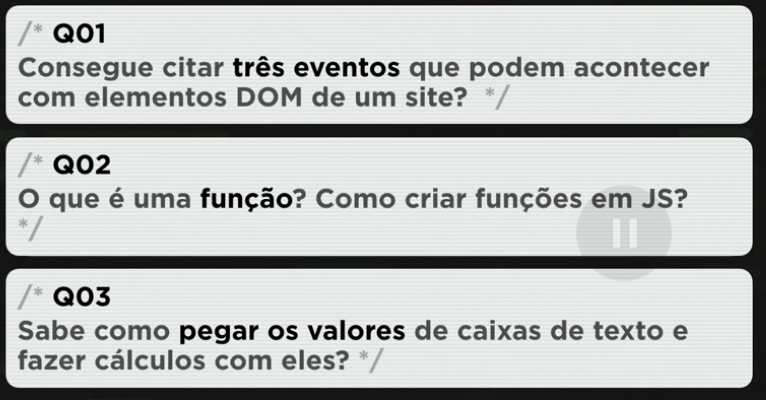 /* Q01
Consegue citar três eventos que podem acontecer
com elementos DOM de um site? */
/* Q02
O que é uma função? Como criar funções em JS?
*/
/* Q03
Sabe como pegar os valores de caixas de texto e
fazer cálculos com eles? */